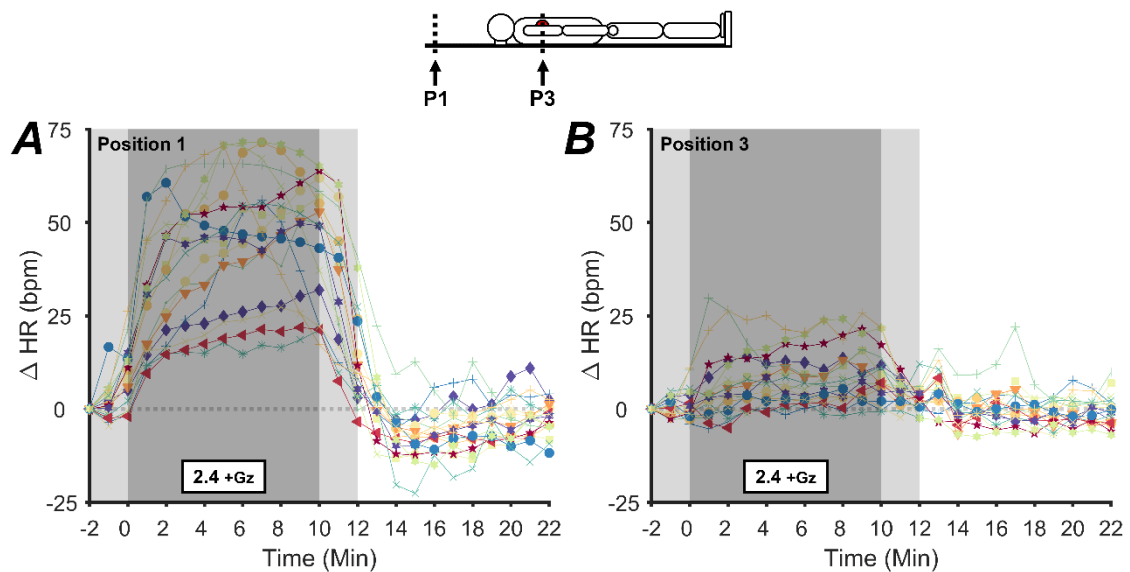 P1 P3
A B
Position 1 Position 3
75 75
50 50
25 25
0 0
-25 -25
Δ HR (bpm) Δ HR (bpm)
2.4 +Gz 2.4 +Gz
-2 0 2 4 6 8 10 12 14 16 18 20 22 -2 0 2 4 6 8 10 12 14 16 18 20 22
Time (Min) Time (Min)